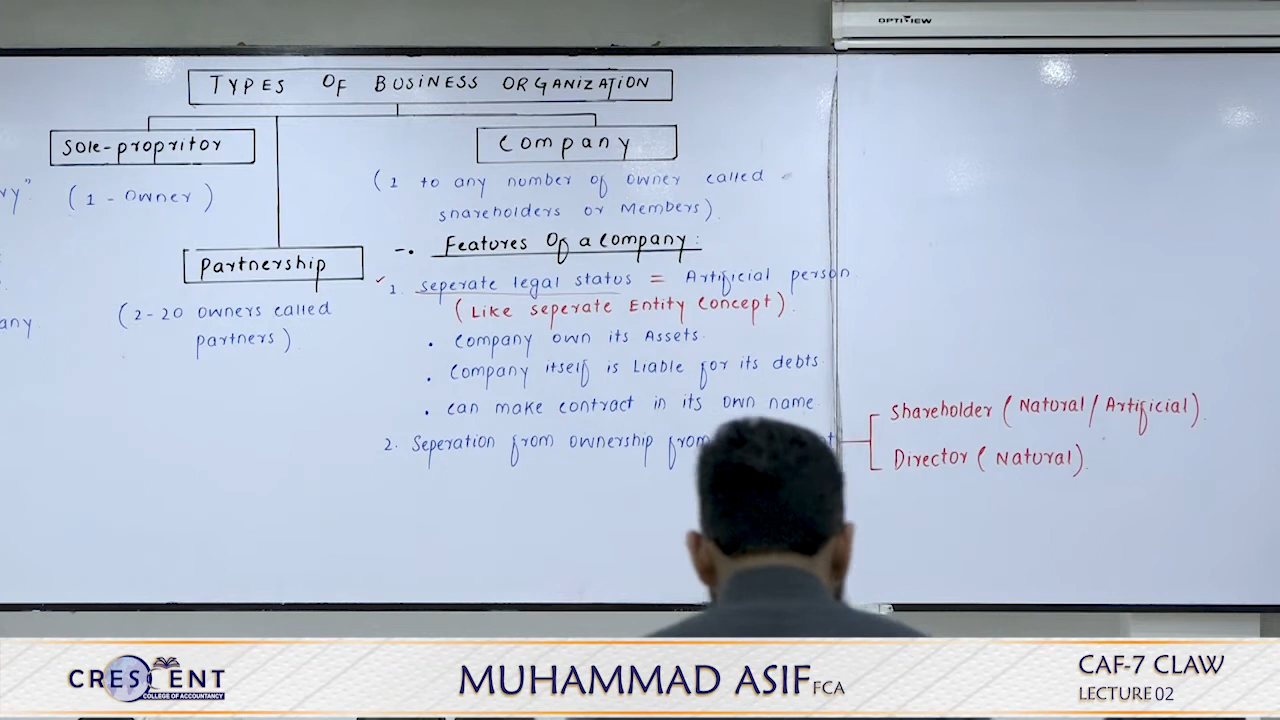 OPTIVIEW
TYPES OF BUSINESS ORGANIZATION
Sole-propritor
Company
(1 - Owner)
(1 to any number of owner called
shareholders or Members)
Partnership
(2-20 owners called
partners)
-. Features Of a Company:
1. seperate legal status = Artificial person
(Like seperate Entity Concept).
. Company own its Assets.
. Company itself is Liable for its debts
. can make contract in its own name.
2. Seperation from ownership from
Shareholder (Natural/Artificial).
Director (Natural).
any.
CRESCENT
COLLEGE OF ACCOUNTANCY
MUHAMMAD ASIF FCA
CAF-7 CLAW
LECTURE 02